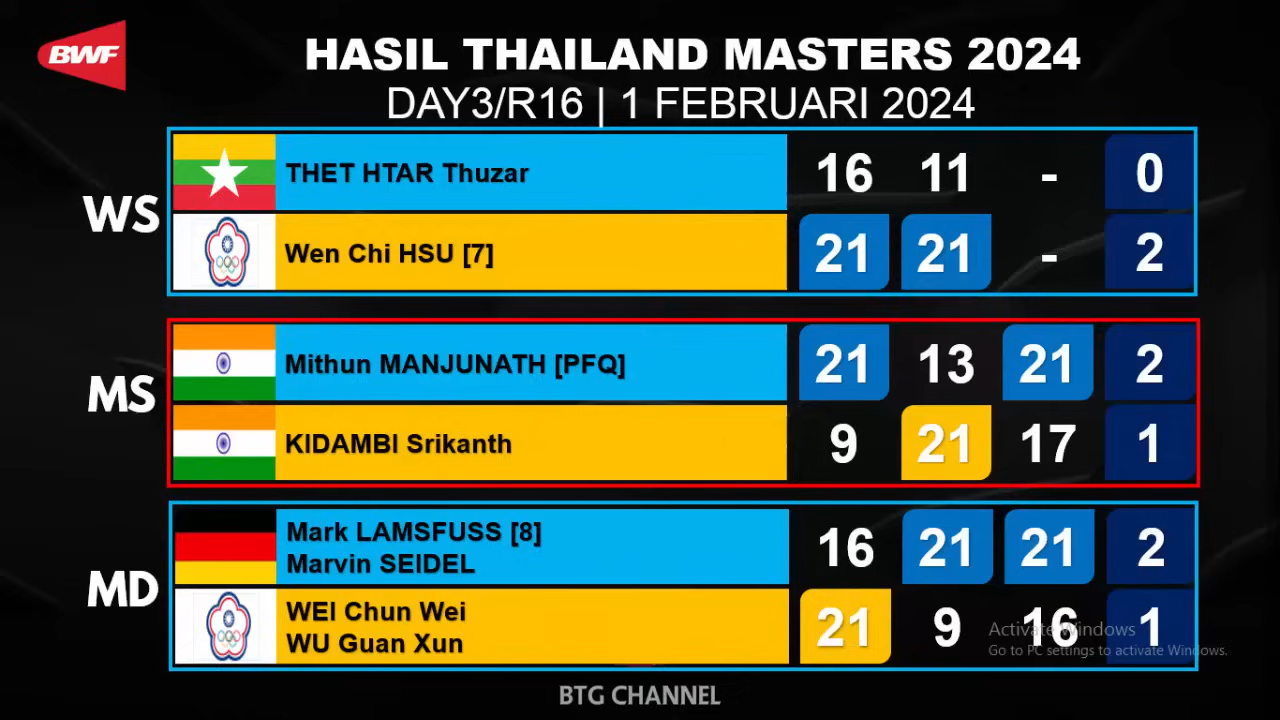 BWF
HASIL THAILAND MASTERS 2024
DAY3/R16 | 1 FEBRUARI 2024
WS
THET HTAR Thuzar 16 11 - 0
Wen Chi HSU [7] 21 21 - 2
MS
Mithun MANJUNATH [PFQ] 21 13 21 2
KIDAMBI Srikanth 9 21 17 1
MD
Mark LAMSFUSS [8]
Marvin SEIDEL
16 21 21 2
WEI Chun Wei
WU Guan Xun
21 9 16 1
Activate Windows
Go to PC settings to activate Windows.
BTG CHANNEL